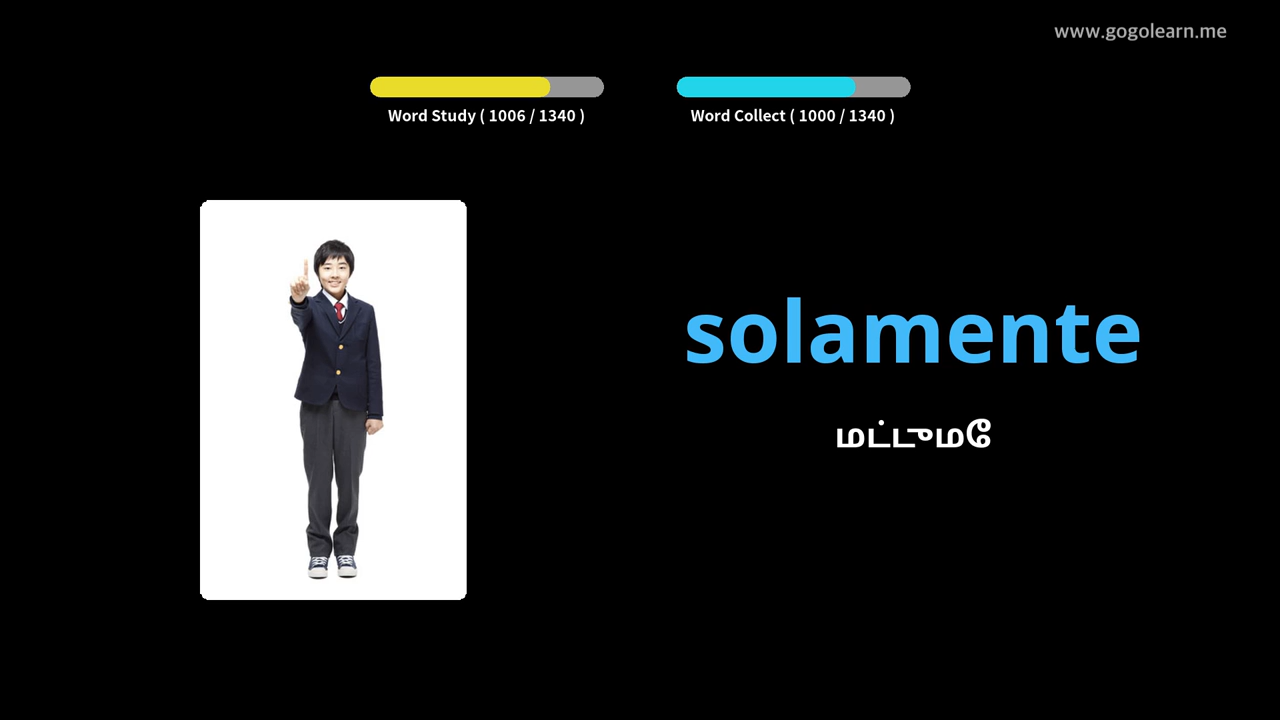 www.gogolearn.me
Word Study ( 1006 / 1340 )
Word Collect ( 1000 / 1340 )
solamente
மட்டுமே